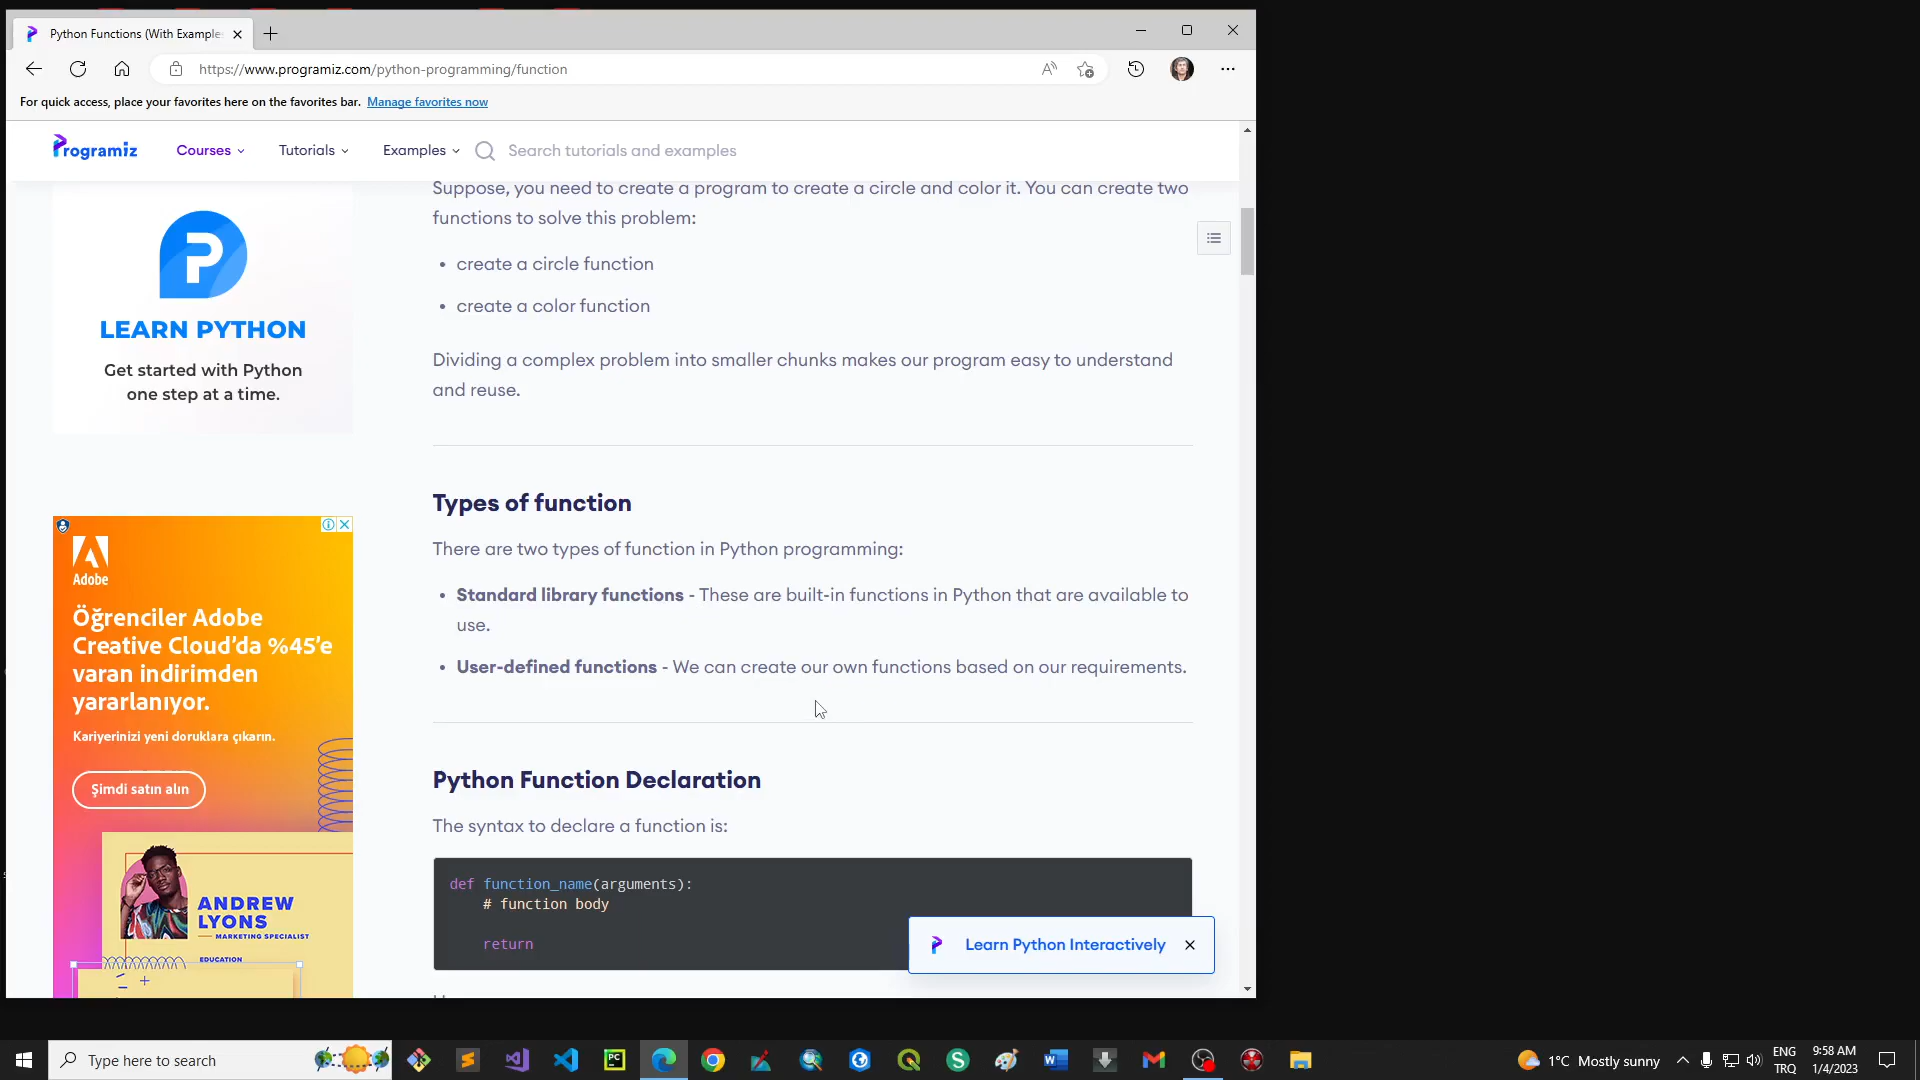 Python Functions (With Example
https://www.programiz.com/python-programming/function
For quick access, place your favorites here on the favorites bar. Manage favorites now
Programiz
Courses
Tutorials
Examples
Search tutorials and examples
Suppose, you need to create a program to create a circle and color it. You can create two
functions to solve this problem:
• create a circle function
• create a color function
Dividing a complex problem into smaller chunks makes our program easy to understand
and reuse.
LEARN PYTHON
Get started with Python
one step at a time.
Types of function
There are two types of function in Python programming:
• Standard library functions - These are built-in functions in Python that are available to
use.
• User-defined functions - We can create our own functions based on our requirements.
Adobe
Öğrenciler Adobe
Creative Cloud'da %45'e
varan indirimden
yararlanıyor.
Kariyerinizi yeni doruklara çıkarın.
Şimdi satın alın
ANDREW
LYONS
MARKETING SPECIALIST
EDUCATION
Python Function Declaration
The syntax to declare a function is:
def function_name(arguments):
# function body
return
Learn Python Interactively
Type here to search
1°C Mostly sunny
ENG
TRQ
9:58 AM
1/4/2023